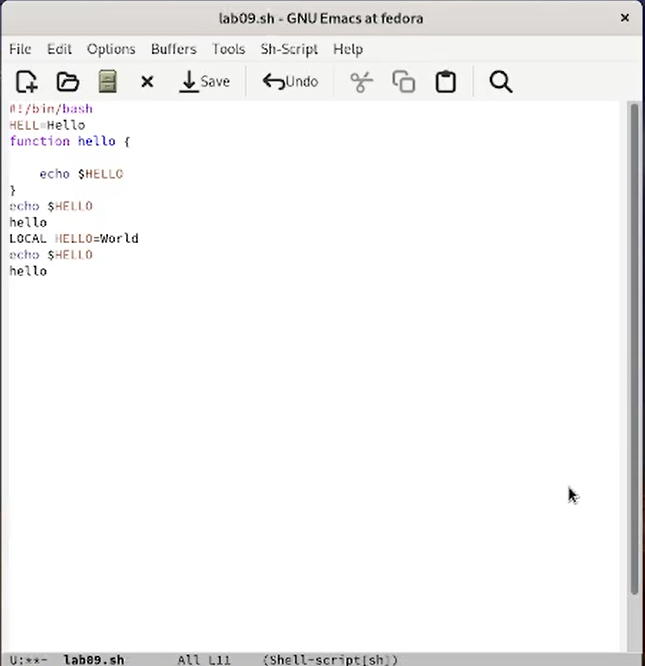 lab09.sh - GNU Emacs at fedora
File Edit Options Buffers Tools Sh-Script Help
Save Undo
#!/bin/bash
HELL=Hello
function hello {
echo $HELLO
}
echo $HELLO
hello
LOCAL HELLO=World
echo $HELLO
hello
U:**- lab09.sh All L11 (Shell-script[sh])